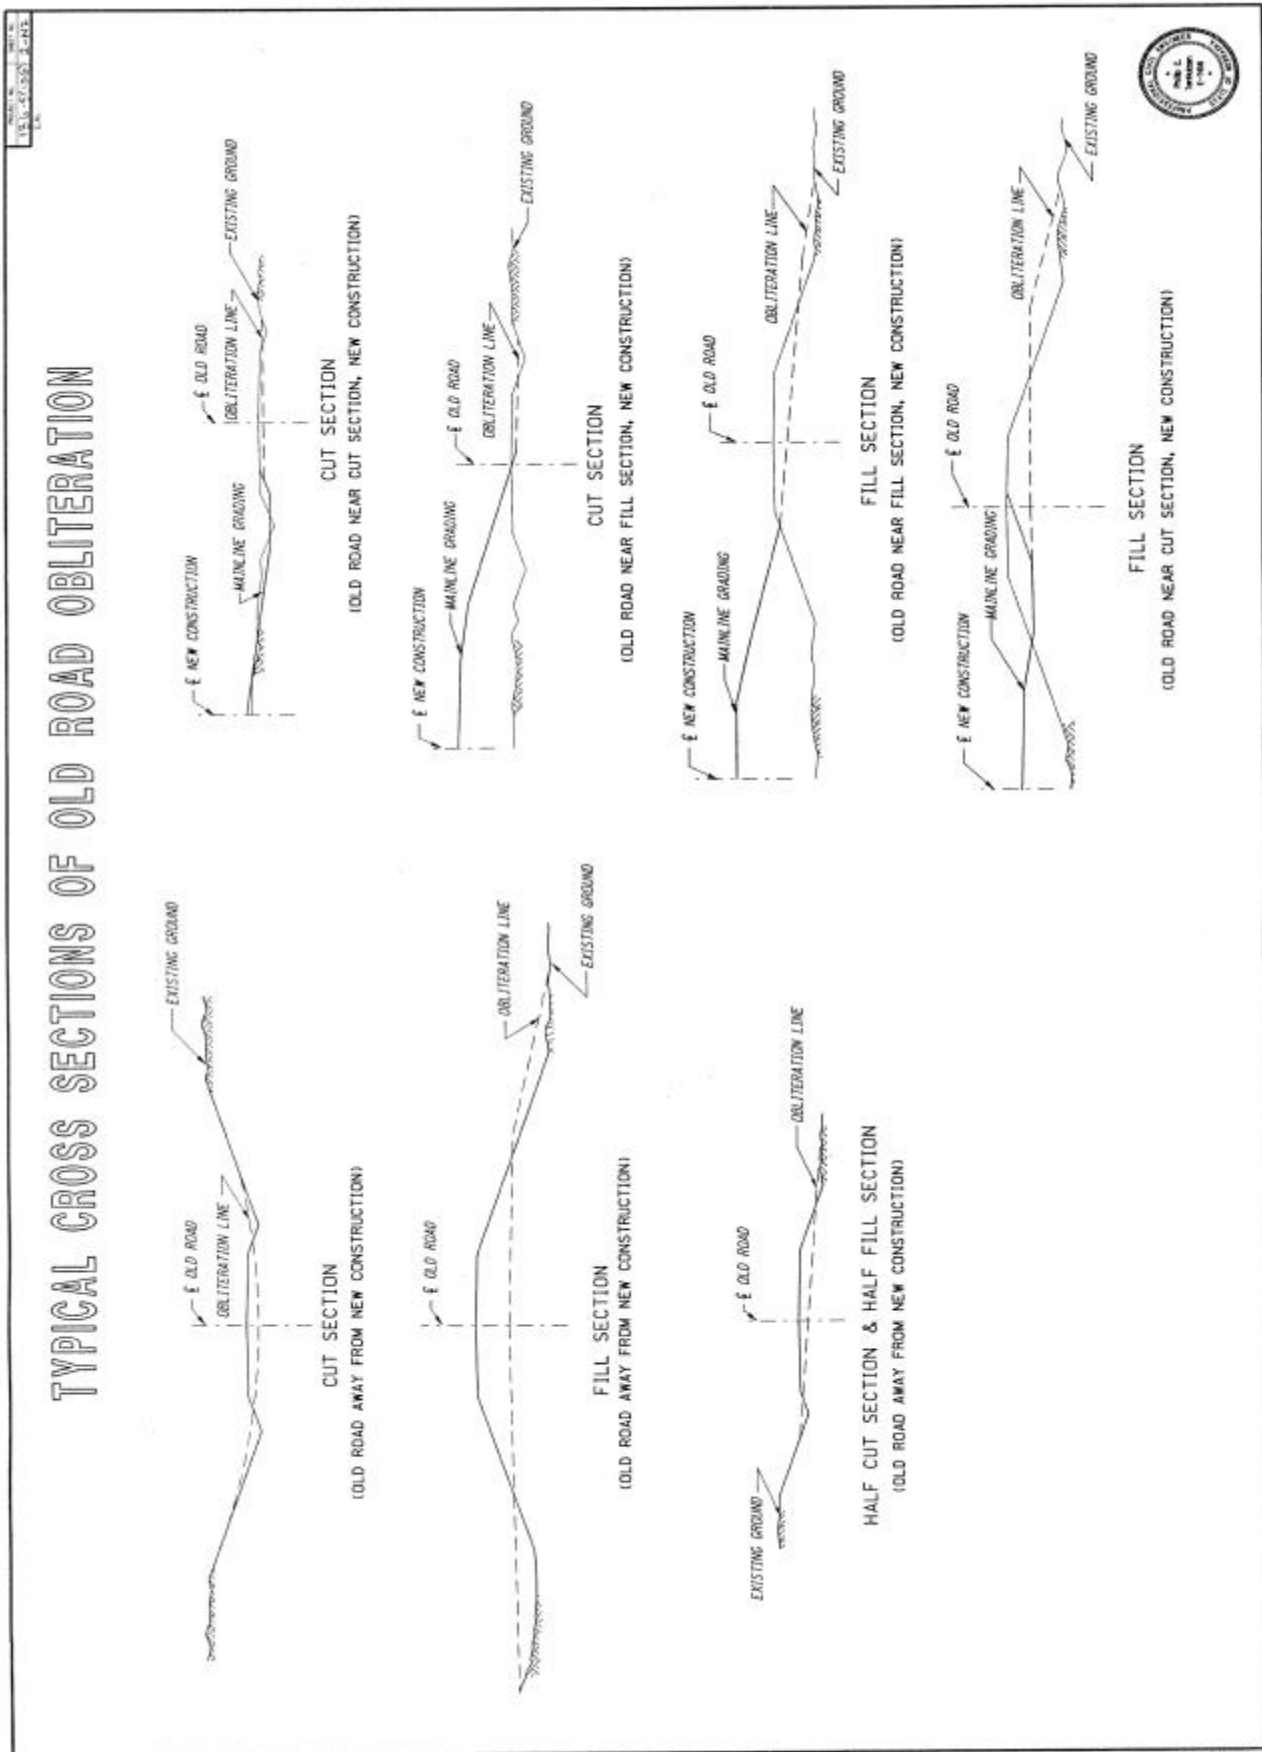 TYPICAL CROSS SECTIONS OF OLD ROAD OBLITERATION
PROJECT NO.
SHEET NO.
EXISTING GROUND
℄ OLD ROAD
OBLITERATION LINE
CUT SECTION
(OLD ROAD AWAY FROM NEW CONSTRUCTION)
℄ OLD ROAD
OBLITERATION LINE
EXISTING GROUND
FILL SECTION
(OLD ROAD AWAY FROM NEW CONSTRUCTION)
EXISTING GROUND
℄ OLD ROAD
OBLITERATION LINE
HALF CUT SECTION & HALF FILL SECTION
(OLD ROAD AWAY FROM NEW CONSTRUCTION)
℄ NEW CONSTRUCTION
MAINLINE GRADING
℄ OLD ROAD
OBLITERATION LINE
EXISTING GROUND
CUT SECTION
(OLD ROAD NEAR CUT SECTION, NEW CONSTRUCTION)
℄ NEW CONSTRUCTION
MAINLINE GRADING
℄ OLD ROAD
OBLITERATION LINE
EXISTING GROUND
CUT SECTION
(OLD ROAD NEAR FILL SECTION, NEW CONSTRUCTION)
℄ NEW CONSTRUCTION
MAINLINE GRADING
℄ OLD ROAD
OBLITERATION LINE
EXISTING GROUND
FILL SECTION
(OLD ROAD NEAR FILL SECTION, NEW CONSTRUCTION)
℄ NEW CONSTRUCTION
MAINLINE GRADING
℄ OLD ROAD
OBLITERATION LINE
EXISTING GROUND
FILL SECTION
(OLD ROAD NEAR CUT SECTION, NEW CONSTRUCTION)